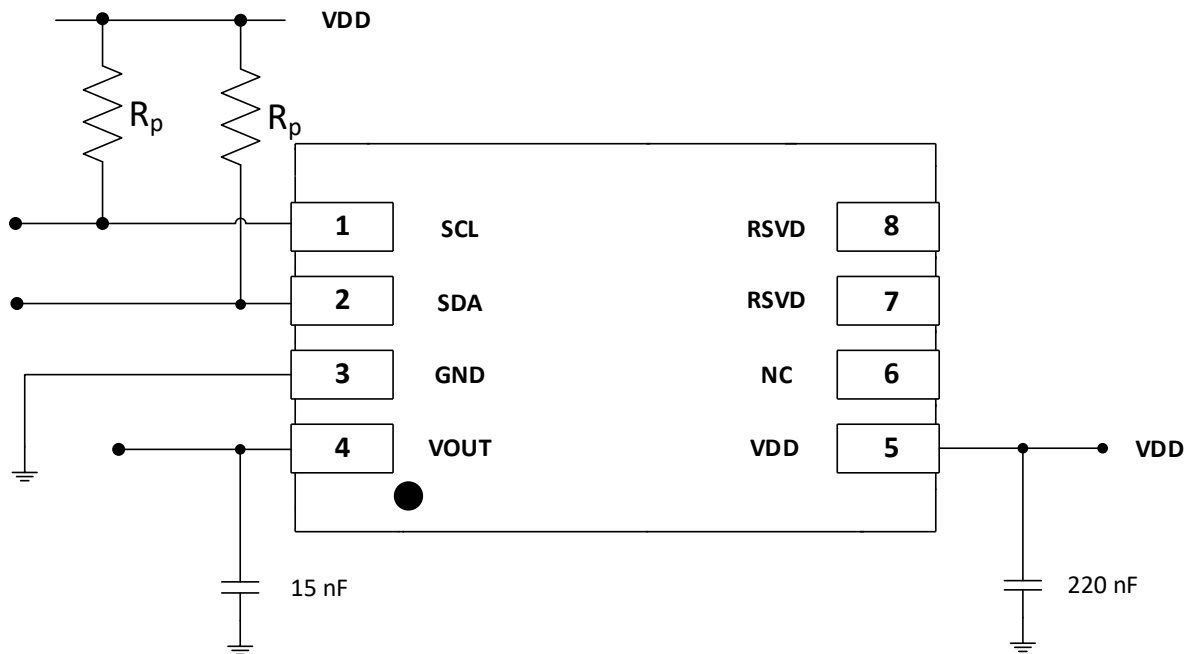 VDD
Rp
Rp
1 SCL RSVD 8
2 SDA RSVD 7
3 GND NC 6
4 VOUT VDD 5 VDD
15 nF 220 nF